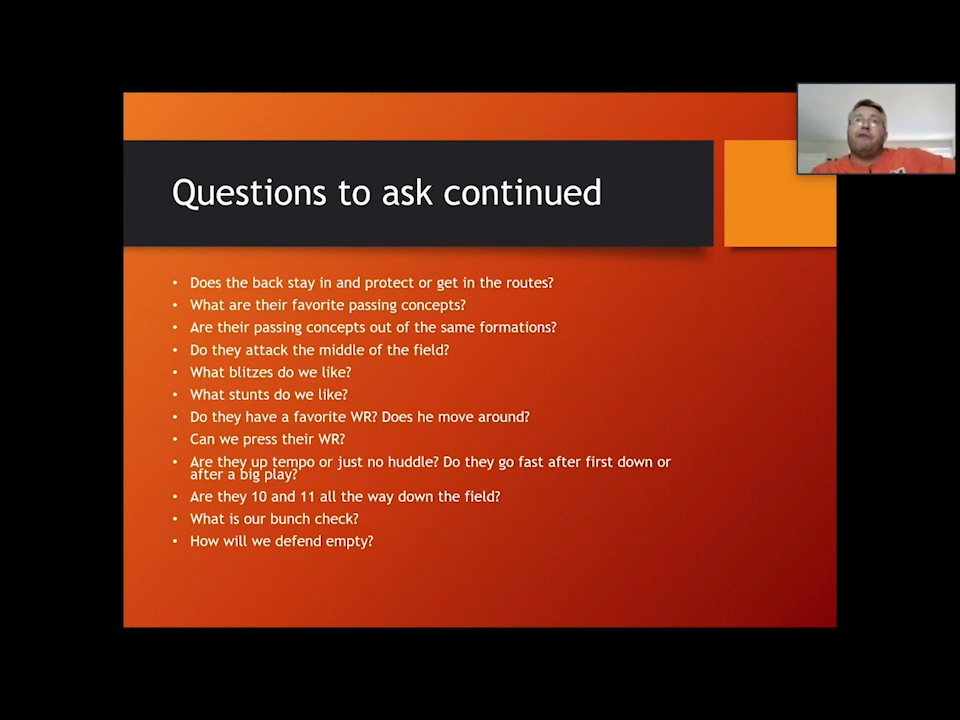 Questions to ask continued
• Does the back stay in and protect or get in the routes?
• What are their favorite passing concepts?
• Are their passing concepts out of the same formations?
• Do they attack the middle of the field?
• What blitzes do we like?
• What stunts do we like?
• Do they have a favorite WR? Does he move around?
• Can we press their WR?
• Are they up tempo or just no huddle? Do they go fast after first down or
after a big play?
• Are they 10 and 11 all the way down the field?
• What is our bunch check?
• How will we defend empty?